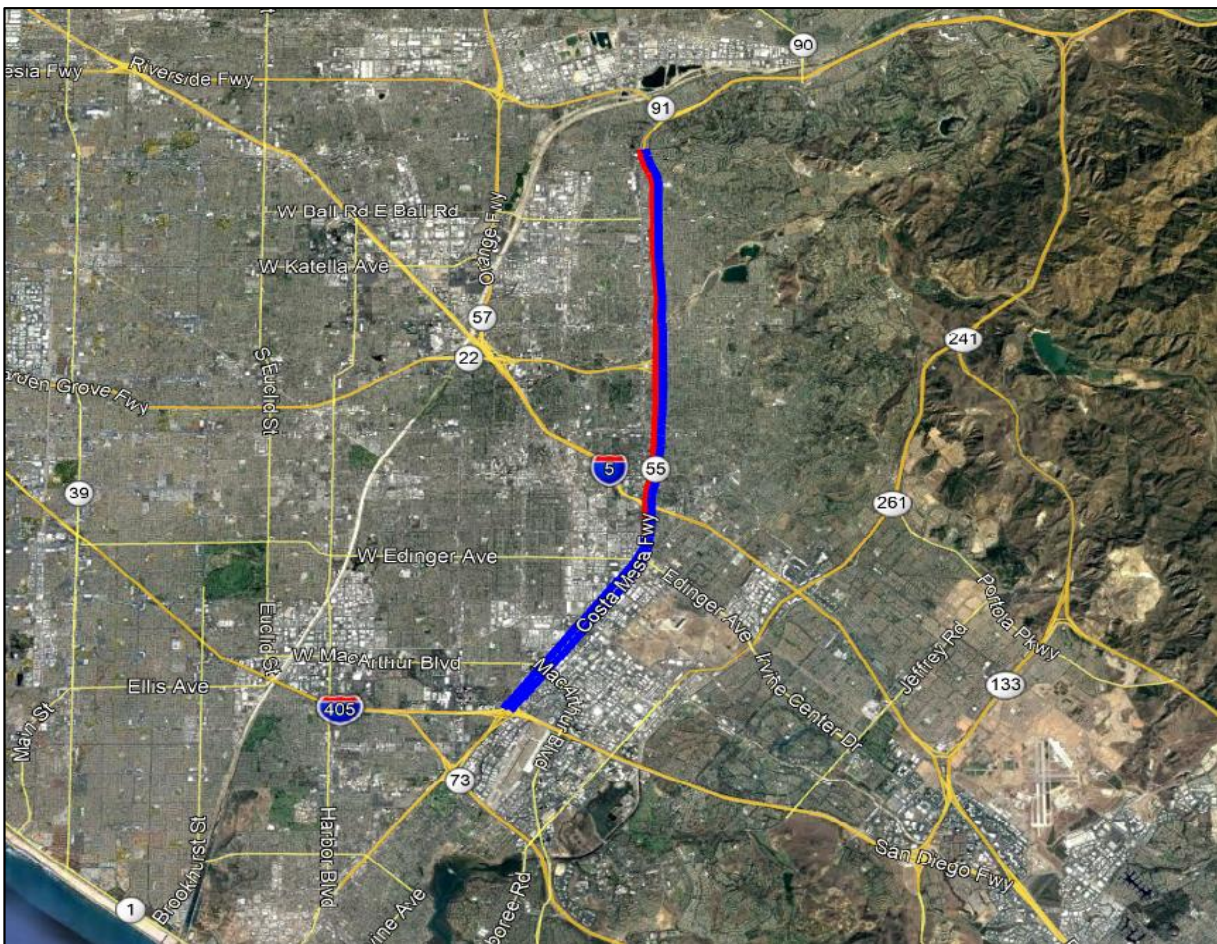 90
esia Fwy
Riverside Fwy
91
W Ball Rd E Ball Rd
Orange Fwy
W Katella Ave
57
241
22
S Euclid St
arden Grove Fwy
5
55
39
261
Costa Mesa Fwy
W Edinger Ave
Edinger Ave
Portola Pkwy
Euclid St
Jeffrey Rd
W MacArthur Blvd
MacArthur Blvd
Irvine Center Dr
Ellis Ave
133
405
Main St
73
Harbor Blvd
Brookhurst St
San Diego Fwy
vine Ave
boree Rd
1